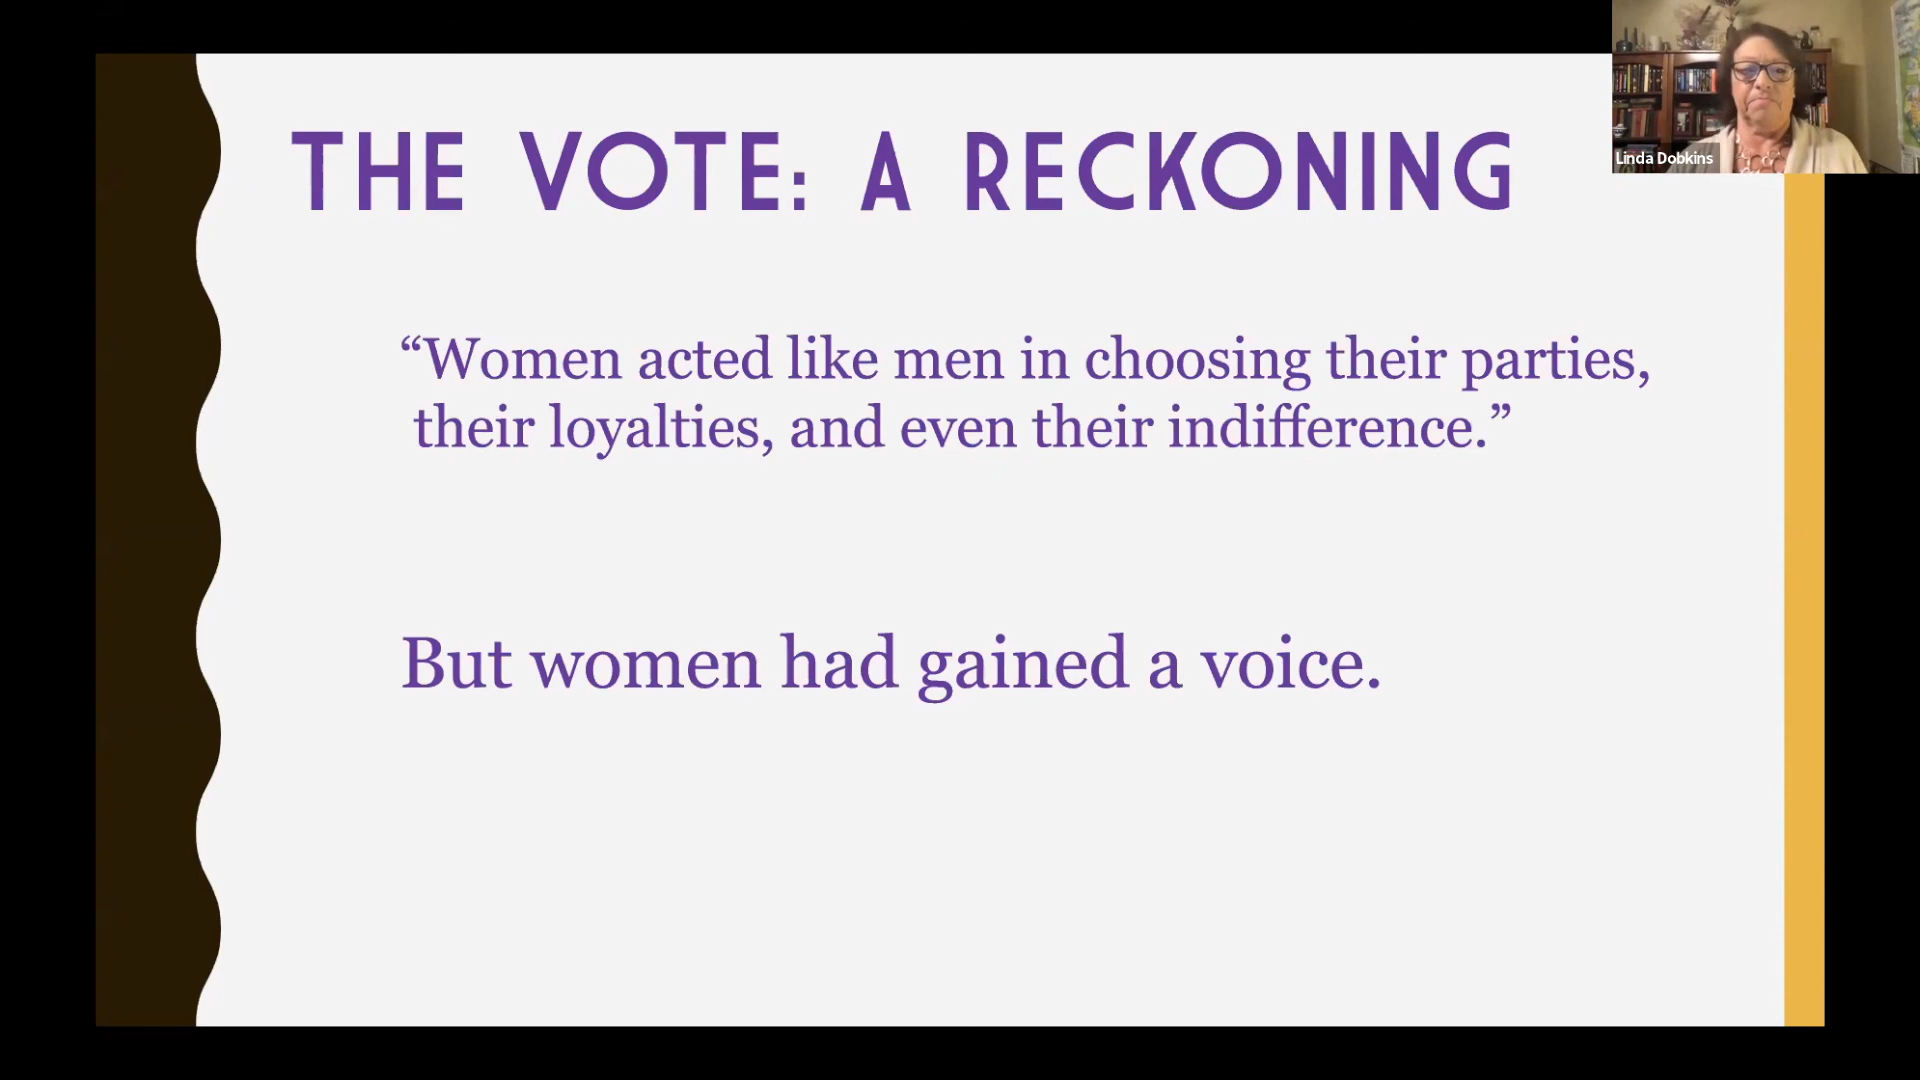 THE VOTE: A RECKONING
Linda Dobkins
“Women acted like men in choosing their parties,
their loyalties, and even their indifference.”
But women had gained a voice.